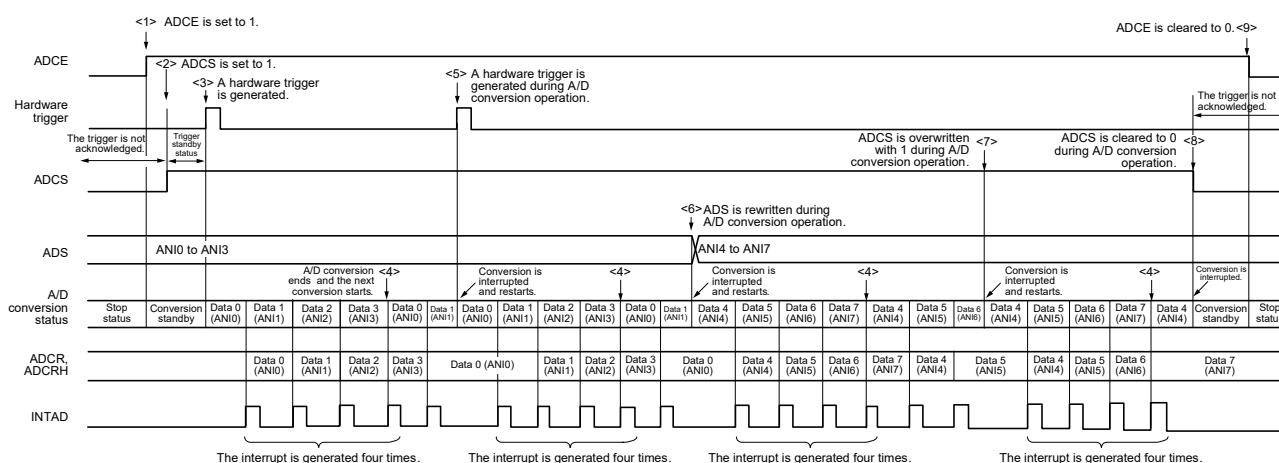 <1> ADCE is set to 1.
ADCE is cleared to 0. <9>
ADCE
<2> ADCS is set to 1.
<3> A hardware trigger
is generated.
<5> A hardware trigger is
generated during A/D
conversion operation.
The trigger is not
acknowledged.
Hardware
trigger
The trigger is not
acknowledged.
Trigger
standby
status
ADCS is overwritten <7>
with 1 during A/D
conversion operation.
ADCS is cleared to 0 <8>
during A/D conversion
operation.
ADCS
<6> ADS is rewritten during
A/D conversion operation.
ADS
ANI0 to ANI3
ANI4 to ANI7
A/D conversion <4>
ends and the next
conversion starts.
Conversion is
interrupted
and restarts.
<4>
Conversion is
interrupted
and restarts.
<4>
Conversion is
interrupted
and restarts.
<4>
Conversion is
interrupted.
A/D
conversion
status
Stop Conversion Data 0 Data 1 Data 2 Data 3 Data 0 Data 1 Data 0 Data 1 Data 2 Data 3 Data 0 Data 1 Data 4 Data 5 Data 6 Data 7 Data 4 Data 5 Data 6 Data 4 Data 5 Data 6 Data 7 Data 4 Conversion Stop
status standby (ANI0) (ANI1) (ANI2) (ANI3) (ANI0) (ANI1) (ANI0) (ANI1) (ANI2) (ANI3) (ANI0) (ANI1) (ANI4) (ANI5) (ANI6) (ANI7) (ANI4) (ANI5) (ANI6) (ANI4) (ANI5) (ANI6) (ANI7) (ANI4) standby status
ADCR,
ADCRH
Data 0 Data 1 Data 2 Data 3 Data 0 (ANI0) Data 1 Data 2 Data 3 Data 0 Data 4 Data 5 Data 6 Data 7 Data 4 Data 5 Data 4 Data 5 Data 6 Data 7
(ANI0) (ANI1) (ANI2) (ANI3) (ANI1) (ANI2) (ANI3) (ANI0) (ANI4) (ANI5) (ANI6) (ANI7) (ANI4) (ANI5) (ANI4) (ANI5) (ANI6) (ANI7)
INTAD
The interrupt is generated four times. The interrupt is generated four times. The interrupt is generated four times. The interrupt is generated four times.